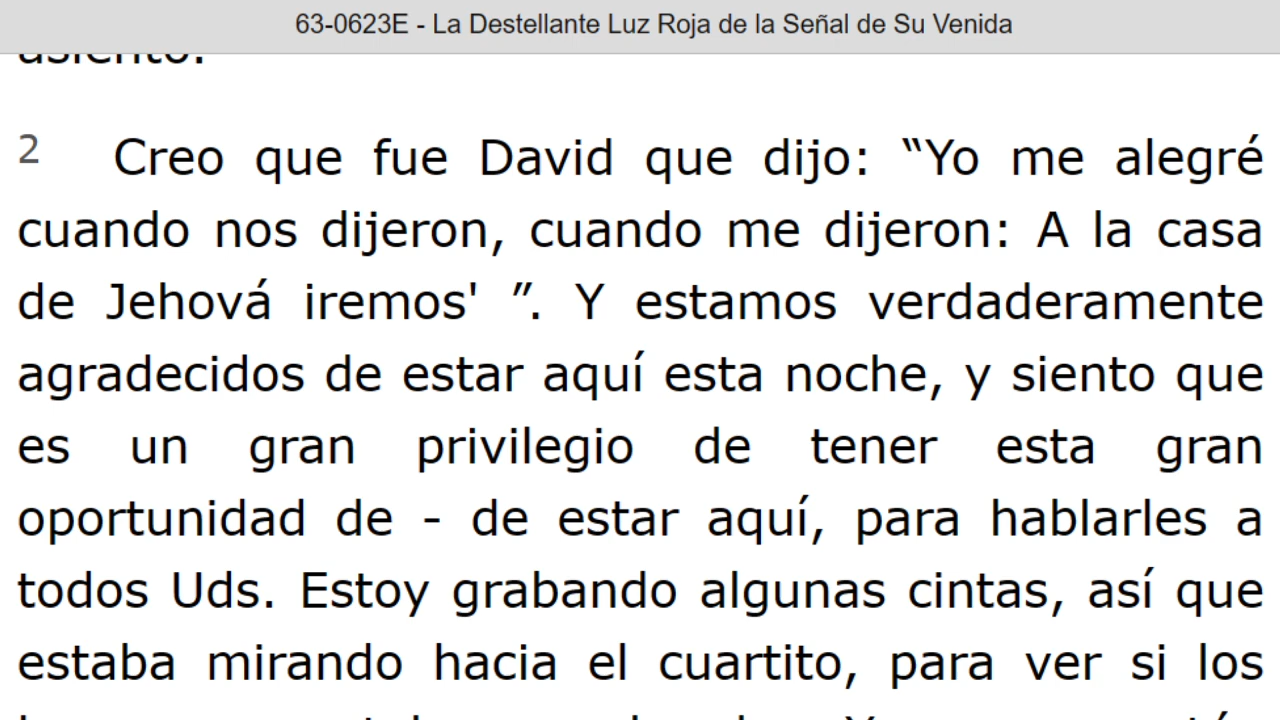 63-0623E - La Destellante Luz Roja de la Señal de Su Venida
asiento.
2 Creo que fue David que dijo: “Yo me alegré
cuando nos dijeron, cuando me dijeron: A la casa
de Jehová iremos' ”. Y estamos verdaderamente
agradecidos de estar aquí esta noche, y siento que
es un gran privilegio de tener esta gran
oportunidad de - de estar aquí, para hablarles a
todos Uds. Estoy grabando algunas cintas, así que
estaba mirando hacia el cuartito, para ver si los